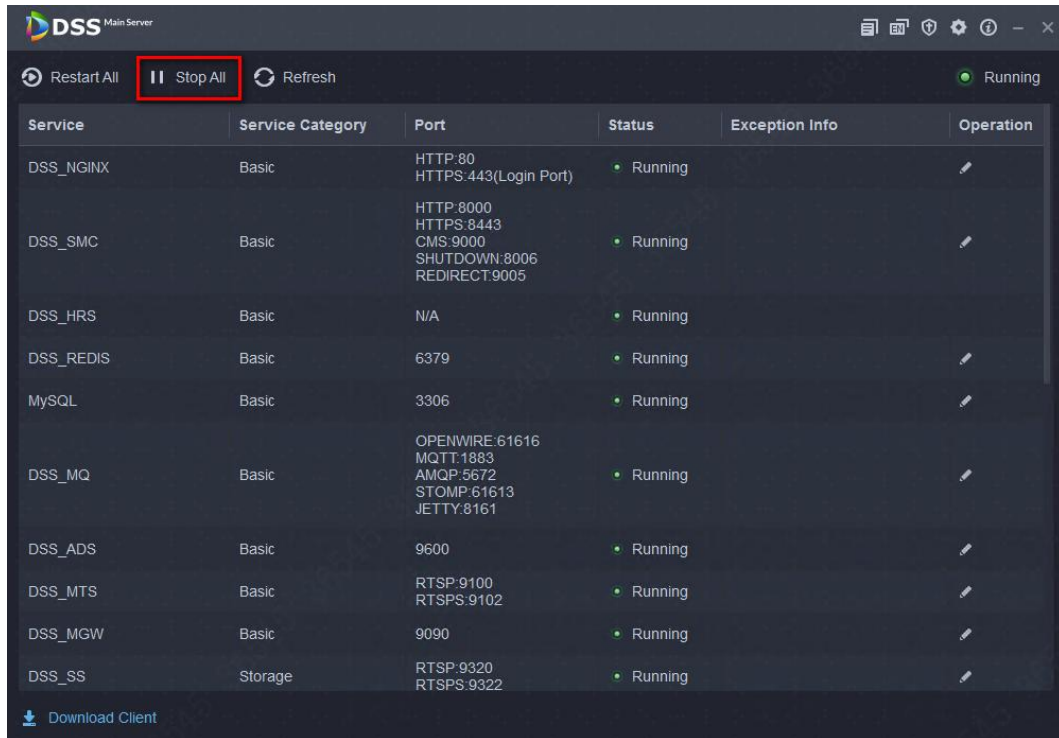 DSS Main Server
EN
Restart All
Stop All
Refresh
Running
Service Service Category Port Status Exception Info Operation
DSS_NGINX Basic HTTP:80 Running
HTTPS:443(Login Port)
DSS_SMC Basic HTTP:8000 Running
HTTPS:8443
CMS:9000
SHUTDOWN:8006
REDIRECT:9005
DSS_HRS Basic N/A Running
DSS_REDIS Basic 6379 Running
MySQL Basic 3306 Running
DSS_MQ Basic OPENWIRE:61616 Running
MQTT:1883
AMQP:5672
STOMP:61613
JETTY:8161
DSS_ADS Basic 9600 Running
DSS_MTS Basic RTSP:9100 Running
RTSPS:9102
DSS_MGW Basic 9090 Running
DSS_SS Storage RTSP:9320 Running
RTSPS:9322
Download Client